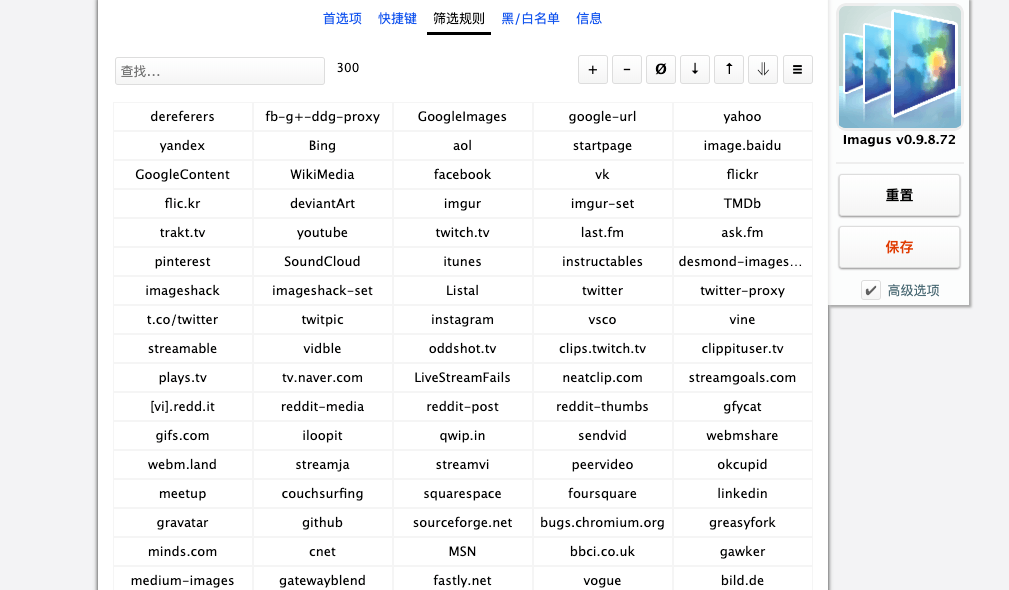 首选项 快捷键 筛选规则 黑/白名单 信息
查找... 300 + - Ø ↓ ↑ ⇓ ≡
dereferers fb-g+-ddg-proxy GoogleImages google-url yahoo
yandex Bing aol startpage image.baidu
GoogleContent WikiMedia facebook vk flickr
flic.kr deviantArt imgur imgur-set TMDb
trakt.tv youtube twitch.tv last.fm ask.fm
pinterest SoundCloud itunes instructables desmond-images...
imageshack imageshack-set Listal twitter twitter-proxy
t.co/twitter twitpic instagram vsco vine
streamable vidble oddshot.tv clips.twitch.tv clippituser.tv
plays.tv tv.naver.com LiveStreamFails neatclip.com streamgoals.com
[vi].redd.it reddit-media reddit-post reddit-thumbs gfycat
gifs.com iloopit qwip.in sendvid webmshare
webm.land streamja streamvi peervideo okcupid
meetup couchsurfing squarespace foursquare linkedin
gravatar github sourceforge.net bugs.chromium.org greasyfork
minds.com cnet MSN bbci.co.uk gawker
medium-images gatewayblend fastly.net vogue bild.de
Imagus v0.9.8.72
重置
保存
✔ 高级选项